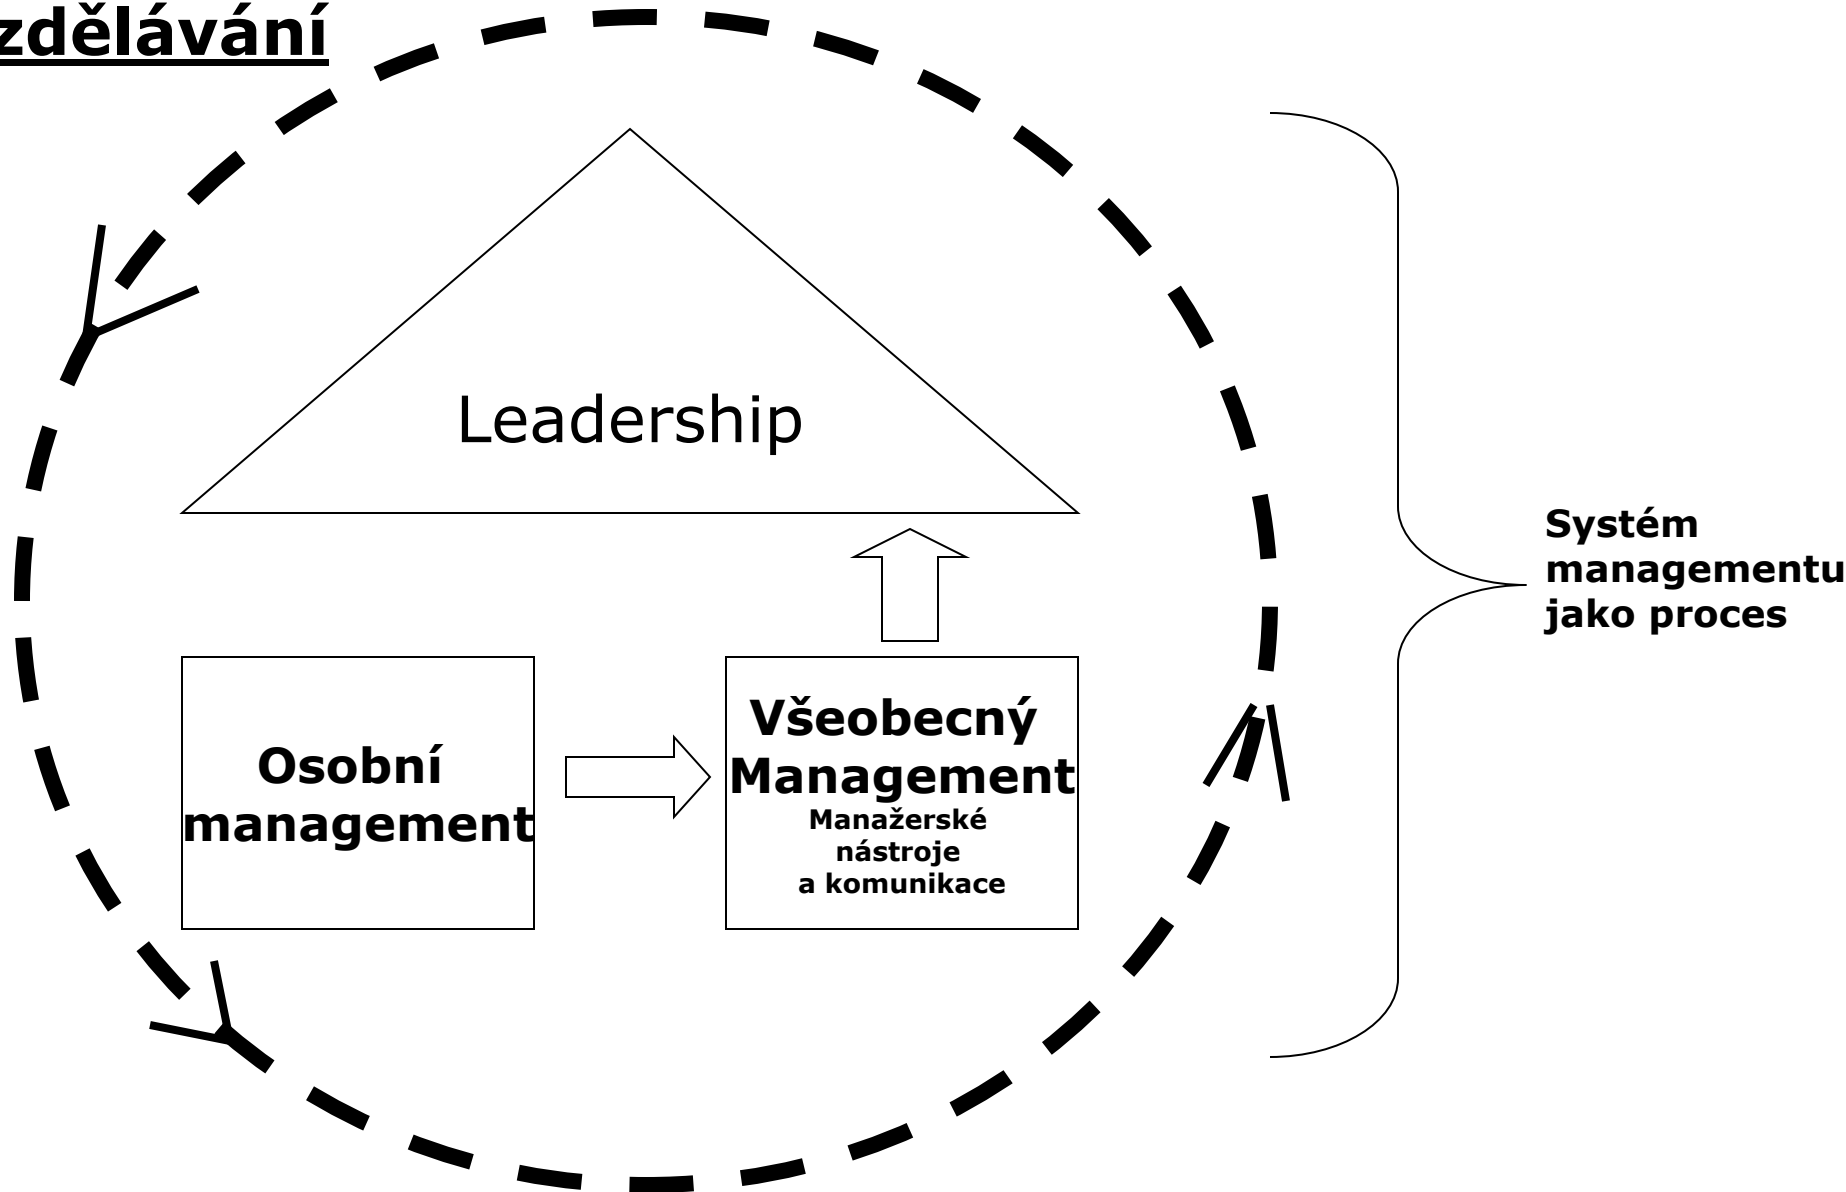 zdělávání
Leadership
Systém
managementu
jako proces
Osobní
management
Všeobecný
Management
Manažerské
nástroje
a komunikace